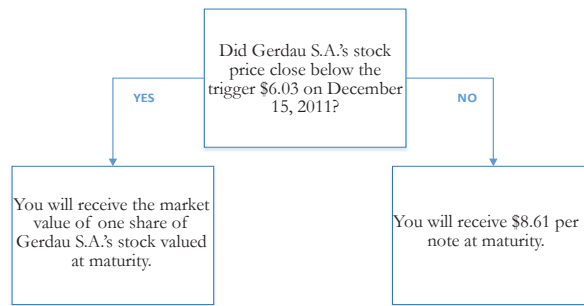 Did Gerdau S.A.'s stock
price close below the
trigger $6.03 on December
15, 2011?
YES
NO
You will receive the market
value of one share of
Gerdau S.A.'s stock valued
at maturity.
You will receive $8.61 per
note at maturity.